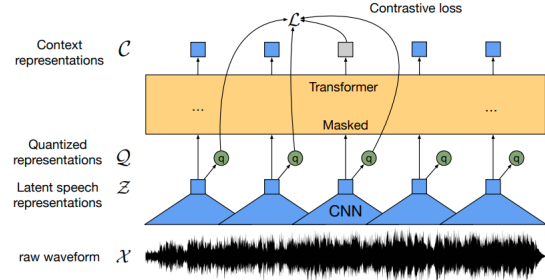 Contrastive loss
ℒ
Context
representations
𝒞
Transformer
... ...
Masked
Quantized
representations
𝒬
q q q q q
Latent speech
representations
𝒵
CNN
raw waveform
𝒳